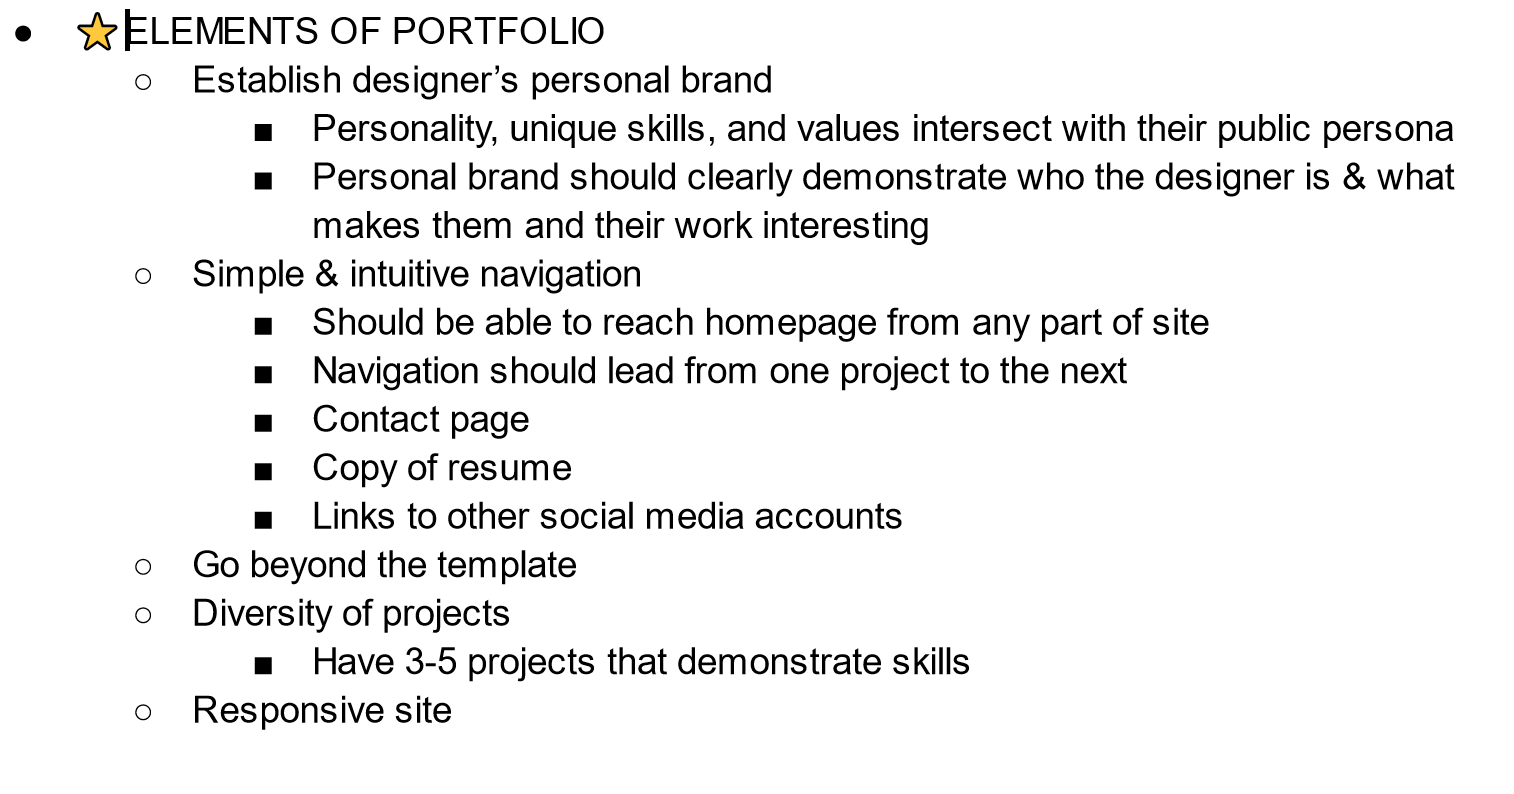 ● ⭐ELEMENTS OF PORTFOLIO
○ Establish designer’s personal brand
■ Personality, unique skills, and values intersect with their public persona
■ Personal brand should clearly demonstrate who the designer is & what
makes them and their work interesting
○ Simple & intuitive navigation
■ Should be able to reach homepage from any part of site
■ Navigation should lead from one project to the next
■ Contact page
■ Copy of resume
■ Links to other social media accounts
○ Go beyond the template
○ Diversity of projects
■ Have 3-5 projects that demonstrate skills
○ Responsive site